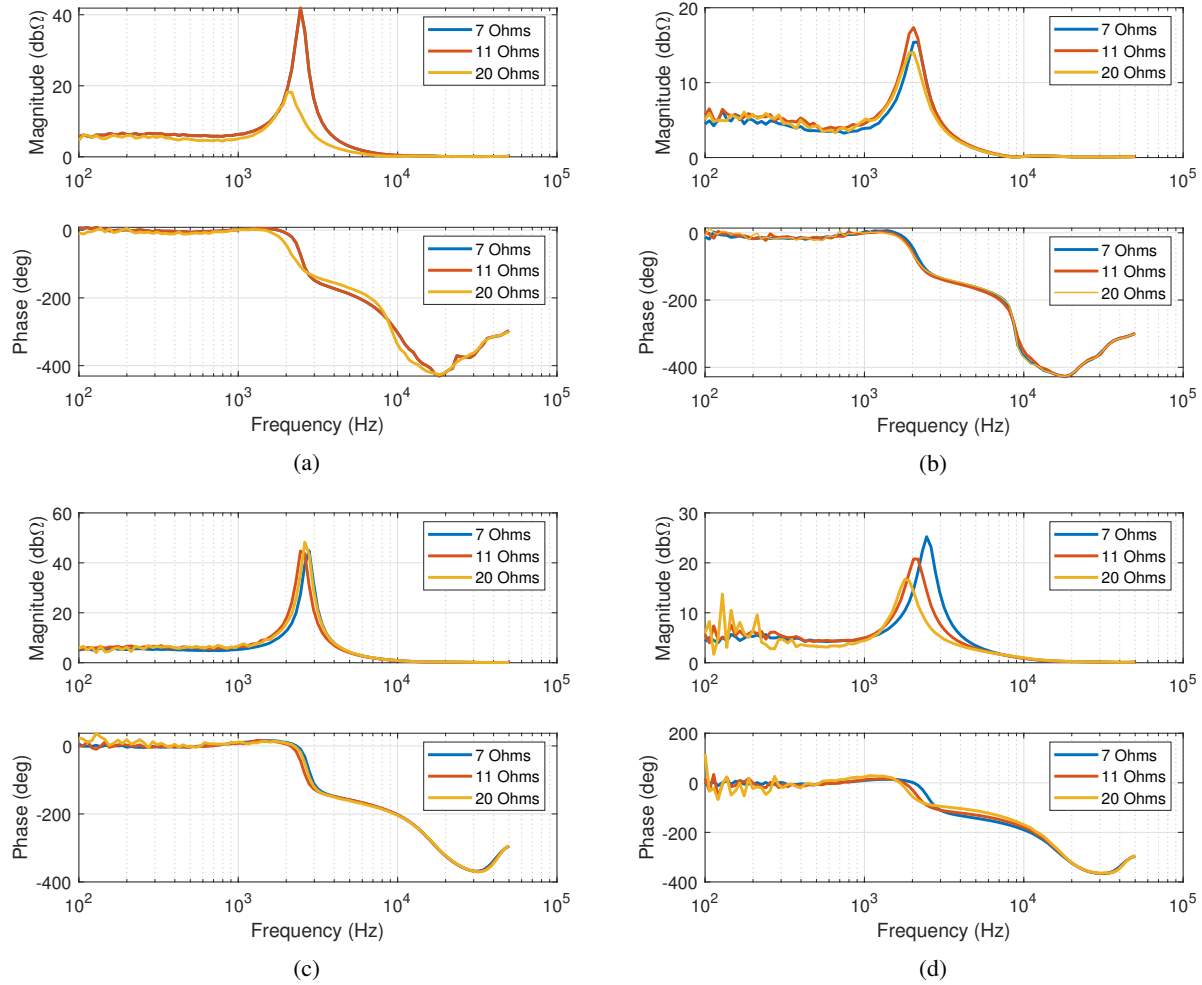 40
20
0
Magnitude (dbΩ)
7 Ohms
11 Ohms
20 Ohms
10^2 10^3 10^4 10^5
0
-200
-400
Phase (deg)
7 Ohms
11 Ohms
20 Ohms
10^2 10^3 10^4 10^5
Frequency (Hz)
(a)
20
10
0
Magnitude (dbΩ)
7 Ohms
11 Ohms
20 Ohms
10^2 10^3 10^4 10^5
0
-200
-400
Phase (deg)
7 Ohms
11 Ohms
20 Ohms
10^2 10^3 10^4 10^5
Frequency (Hz)
(b)
60
40
20
0
Magnitude (dbΩ)
7 Ohms
11 Ohms
20 Ohms
10^2 10^3 10^4 10^5
0
-200
-400
Phase (deg)
7 Ohms
11 Ohms
20 Ohms
10^2 10^3 10^4 10^5
Frequency (Hz)
(c)
30
20
10
0
Magnitude (dbΩ)
7 Ohms
11 Ohms
20 Ohms
10^2 10^3 10^4 10^5
200
0
-200
-400
Phase (deg)
7 Ohms
11 Ohms
20 Ohms
10^2 10^3 10^4 10^5
Frequency (Hz)
(d)